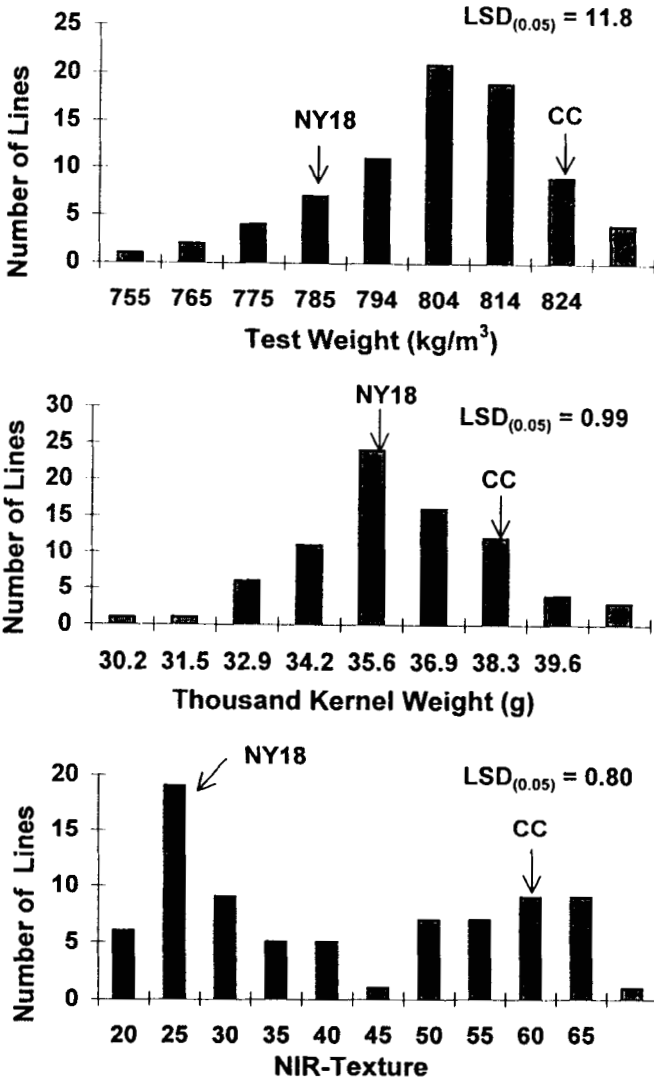 LSD(0.05) = 11.8
25
20
15
10
5
0
Number of Lines
NY18
CC
755 765 775 785 794 804 814 824
Test Weight (kg/m³)
NY18
LSD(0.05) = 0.99
CC
30
25
20
15
10
5
0
Number of Lines
30.2 31.5 32.9 34.2 35.6 36.9 38.3 39.6
Thousand Kernel Weight (g)
NY18
LSD(0.05) = 0.80
CC
20
15
10
5
0
Number of Lines
20 25 30 35 40 45 50 55 60 65
NIR-Texture